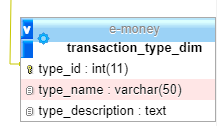 v e-money
transaction_type_dim
type_id : int(11)
type_name : varchar(50)
type_description : text